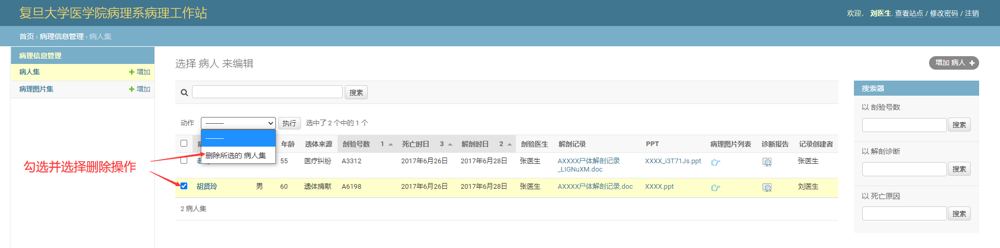 复旦大学医学院病理系病理工作站
欢迎， 刘医生. 查看站点 / 修改密码 / 注销
首页 › 病理信息管理 › 病人集
病理信息管理
病人集 增加
病理图片集 增加
选择 病人 来编辑
增加 病人
搜索
动作 --------- 执行 选中了 2 个中的 1 个
---------
删除所选的 病人集
年龄 遗体来源 剖验号数 1 死亡时日 3 解剖时日 2 剖验医生 解剖记录 PPT 病理图片列表 诊断报告 记录创建者
55 医疗纠纷 A3312 2017年6月26日 2017年6月28日 张医生 AXXXX尸体解剖记录 XXXX_i3T71Js.ppt 张医生
_LIGNuXM.doc
胡贤玲 男 60 遗体捐献 A6198 2017年6月26日 2017年6月28日 张医生 AXXXX尸体解剖记录.doc XXXX.ppt 刘医生
2 病人集
勾选并选择删除操作
搜索器
以 剖验号数
搜索
以 解剖诊断
搜索
以 死亡原因
搜索